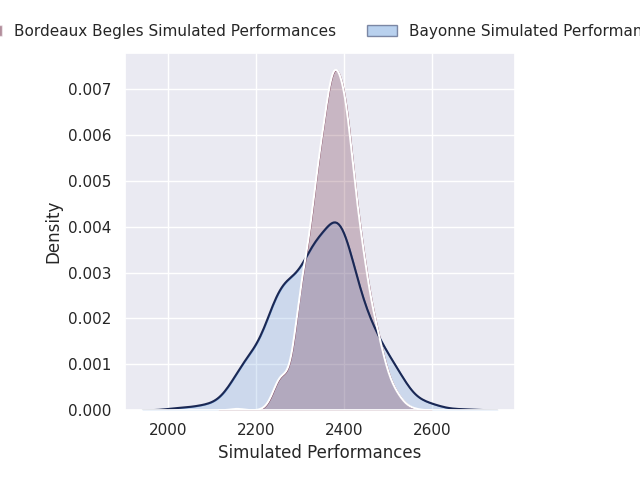 Bordeaux Begles Simulated Performances
Bayonne Simulated
0.007
0.006
0.005
0.004
0.003
0.002
0.001
0.000
Density
2000 2200 2400 2600
Simulated Performances